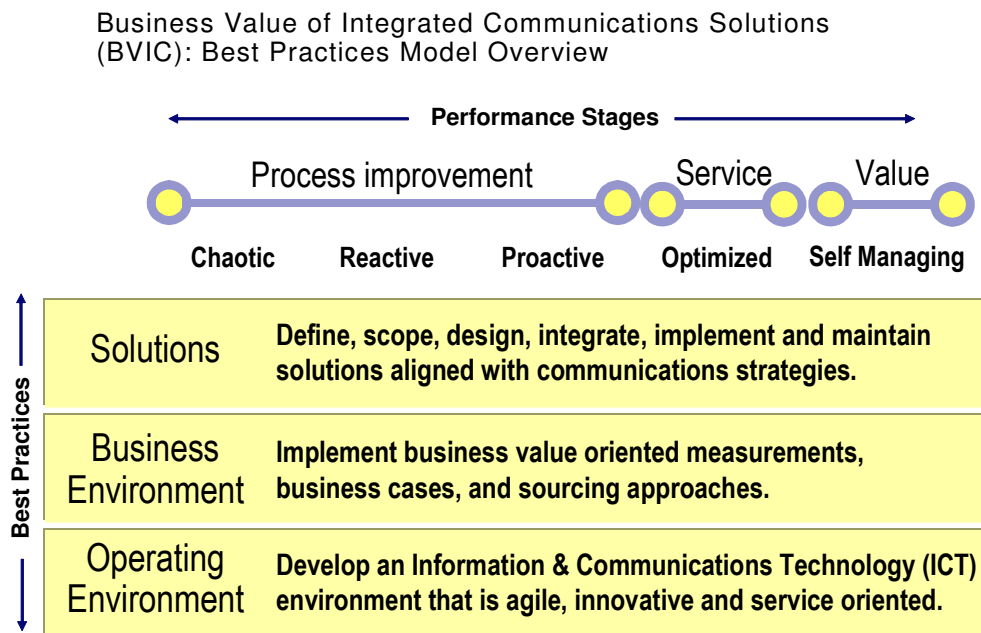 Business Value of Integrated Communications Solutions
(BVIC): Best Practices Model Overview
Performance Stages
Process improvement
Service
Value
Chaotic
Reactive
Proactive
Optimized
Self Managing
Best Practices
Solutions
Define, scope, design, integrate, implement and maintain
solutions aligned with communications strategies.
Business
Environment
Implement business value oriented measurements,
business cases, and sourcing approaches.
Operating
Environment
Develop an Information & Communications Technology (ICT)
environment that is agile, innovative and service oriented.